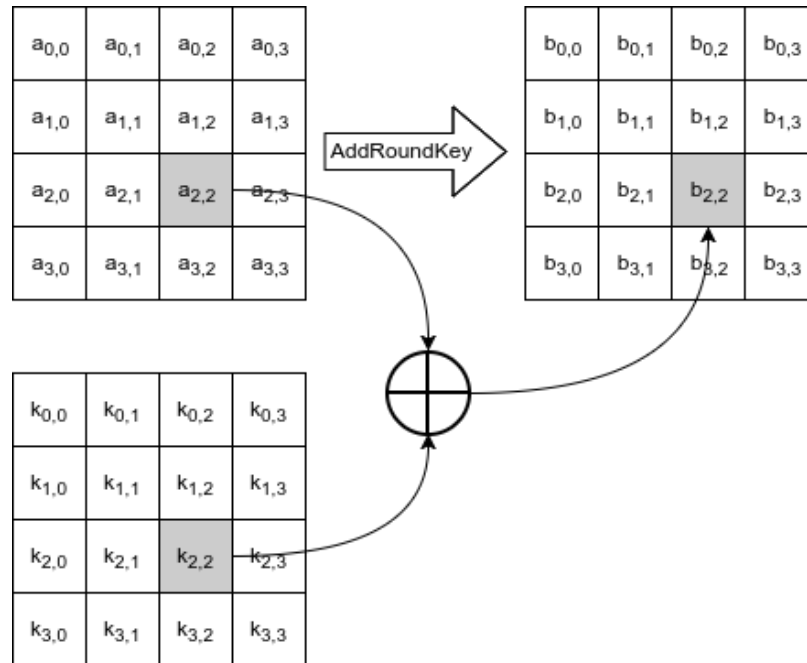 a0,0 a0,1 a0,2 a0,3
a1,0 a1,1 a1,2 a1,3
a2,0 a2,1 a2,2 a2,3
a3,0 a3,1 a3,2 a3,3
AddRoundKey
b0,0 b0,1 b0,2 b0,3
b1,0 b1,1 b1,2 b1,3
b2,0 b2,1 b2,2 b2,3
b3,0 b3,1 b3,2 b3,3
k0,0 k0,1 k0,2 k0,3
k1,0 k1,1 k1,2 k1,3
k2,0 k2,1 k2,2 k2,3
k3,0 k3,1 k3,2 k3,3